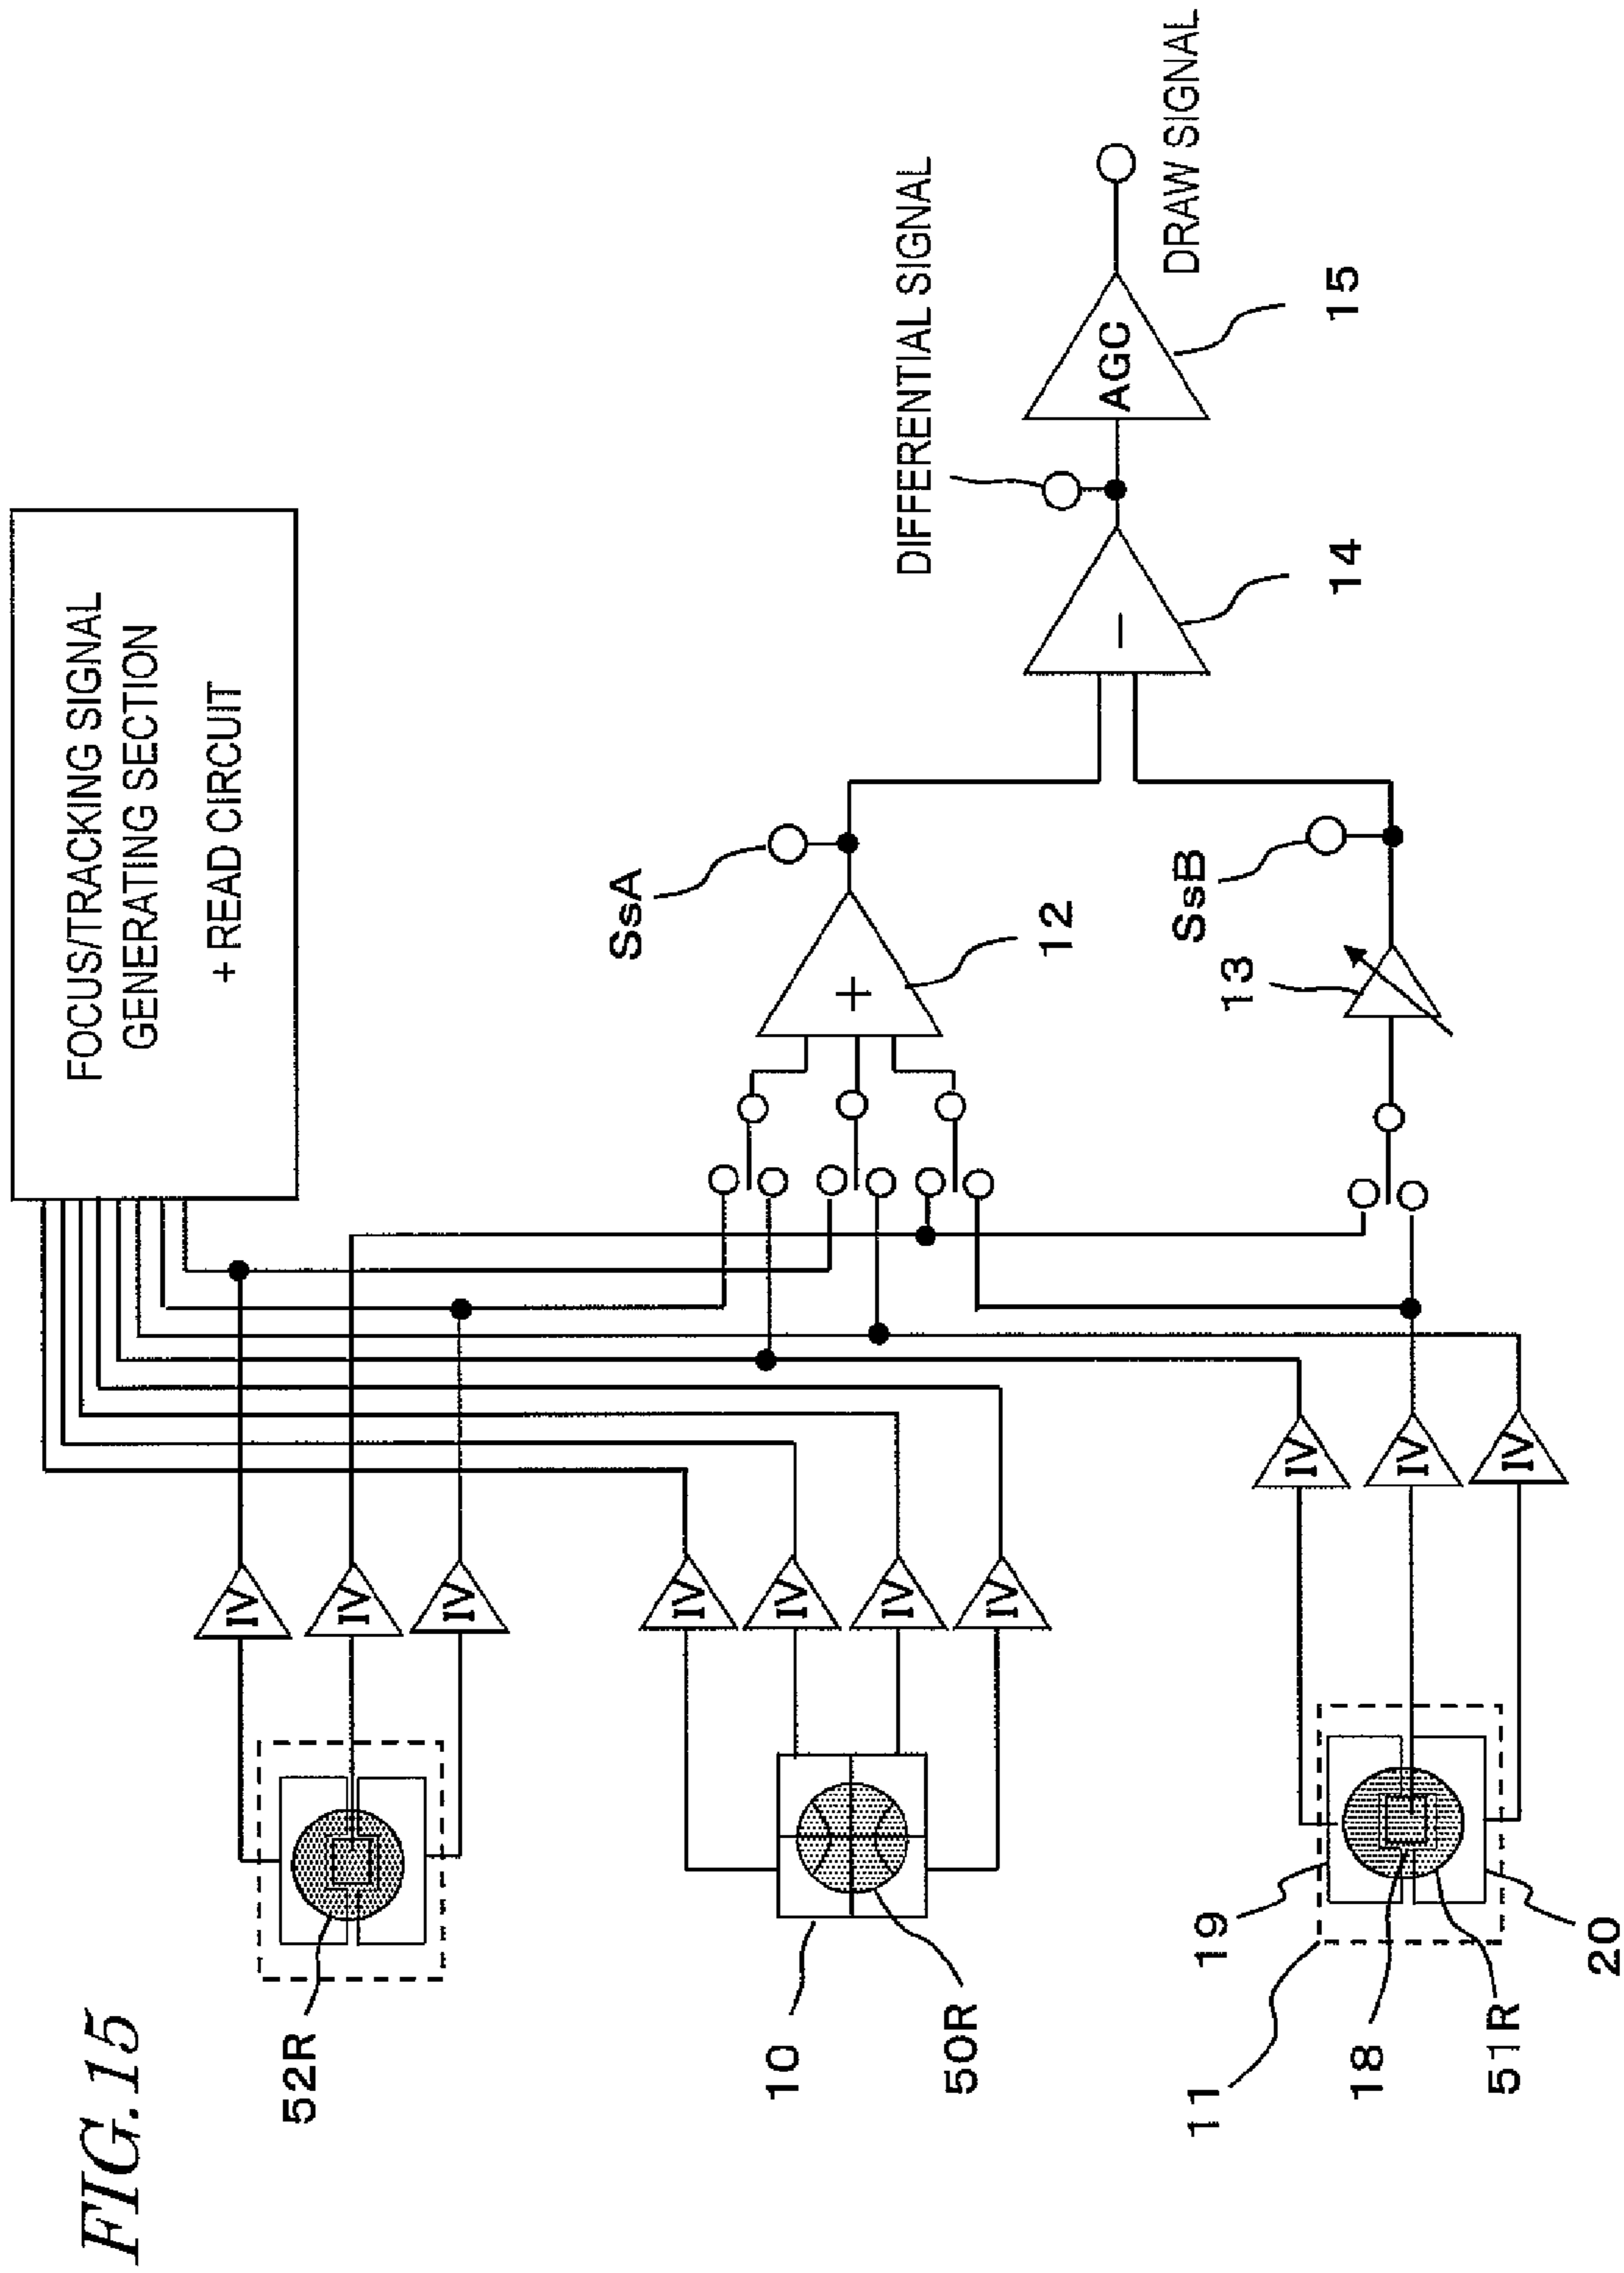 FIG.15
FOCUS/TRACKING SIGNAL
GENERATING SECTION
+ READ CIRCUIT
52R
IV
IV
IV
10
50R
IV
IV
IV
IV
11
19
18
51R
20
IV
IV
IV
SsA
+
12
SsB
13
−
14
DIFFERENTIAL SIGNAL
AGC
15
DRAW SIGNAL